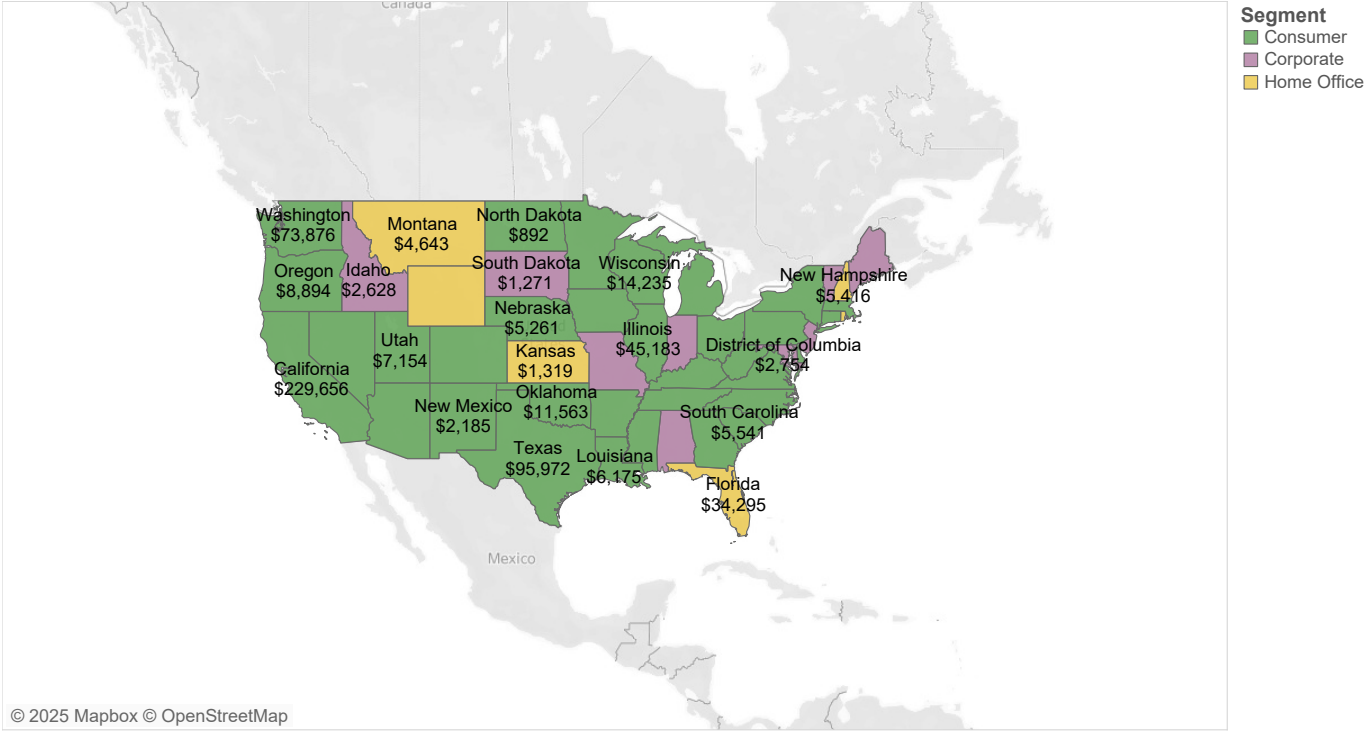 Canada
Segment
Consumer
Corporate
Home Office
Washington
$73,876
Montana
$4,643
North Dakota
$892
Oregon
$8,894
Idaho
$2,628
South Dakota
$1,271
Wisconsin
$14,235
New Hampshire
$5,416
Nebraska
$5,261
Utah
$7,154
Kansas
$1,319
Illinois
$45,183
District of Columbia
$2,754
California
$229,656
New Mexico
$2,185
Oklahoma
$11,563
South Carolina
$5,541
Texas
$95,972
Louisiana
$6,175
Florida
$34,295
Mexico
© 2025 Mapbox © OpenStreetMap